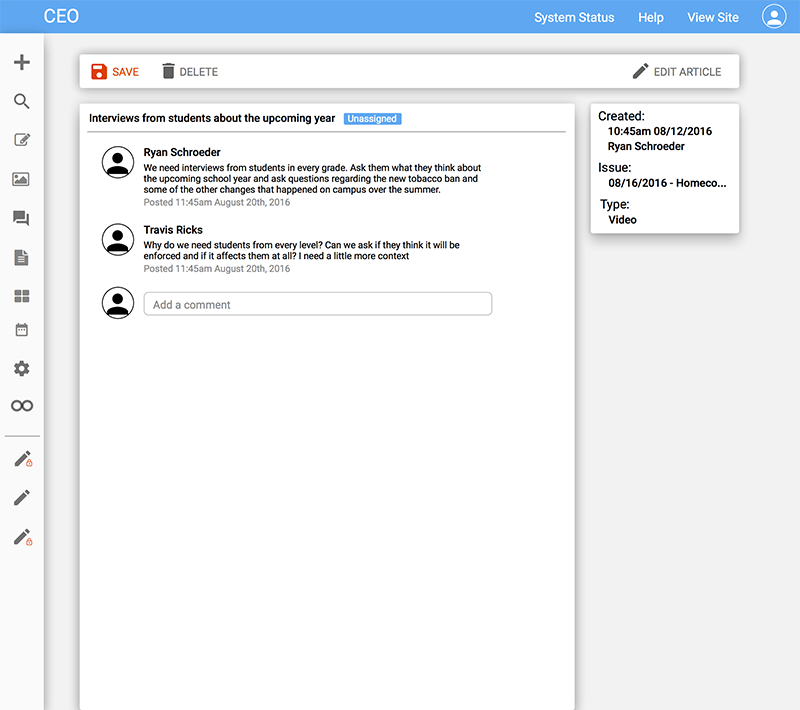 CEO
System Status
Help
View Site
SAVE
DELETE
EDIT ARTICLE
Interviews from students about the upcoming year
Unassigned
Ryan Schroeder
We need interviews from students in every grade. Ask them what they think about
the upcoming school year and ask questions regarding the new tobacco ban and
some of the other changes that happened on campus over the summer.
Posted 11:45am August 20th, 2016
Travis Ricks
Why do we need students from every level? Can we ask if they think it will be
enforced and if it affects them at all? I need a little more context
Posted 11:45am August 20th, 2016
Add a comment
Created:
10:45am 08/12/2016
Ryan Schroeder
Issue:
08/16/2016 - Homeco...
Type:
Video